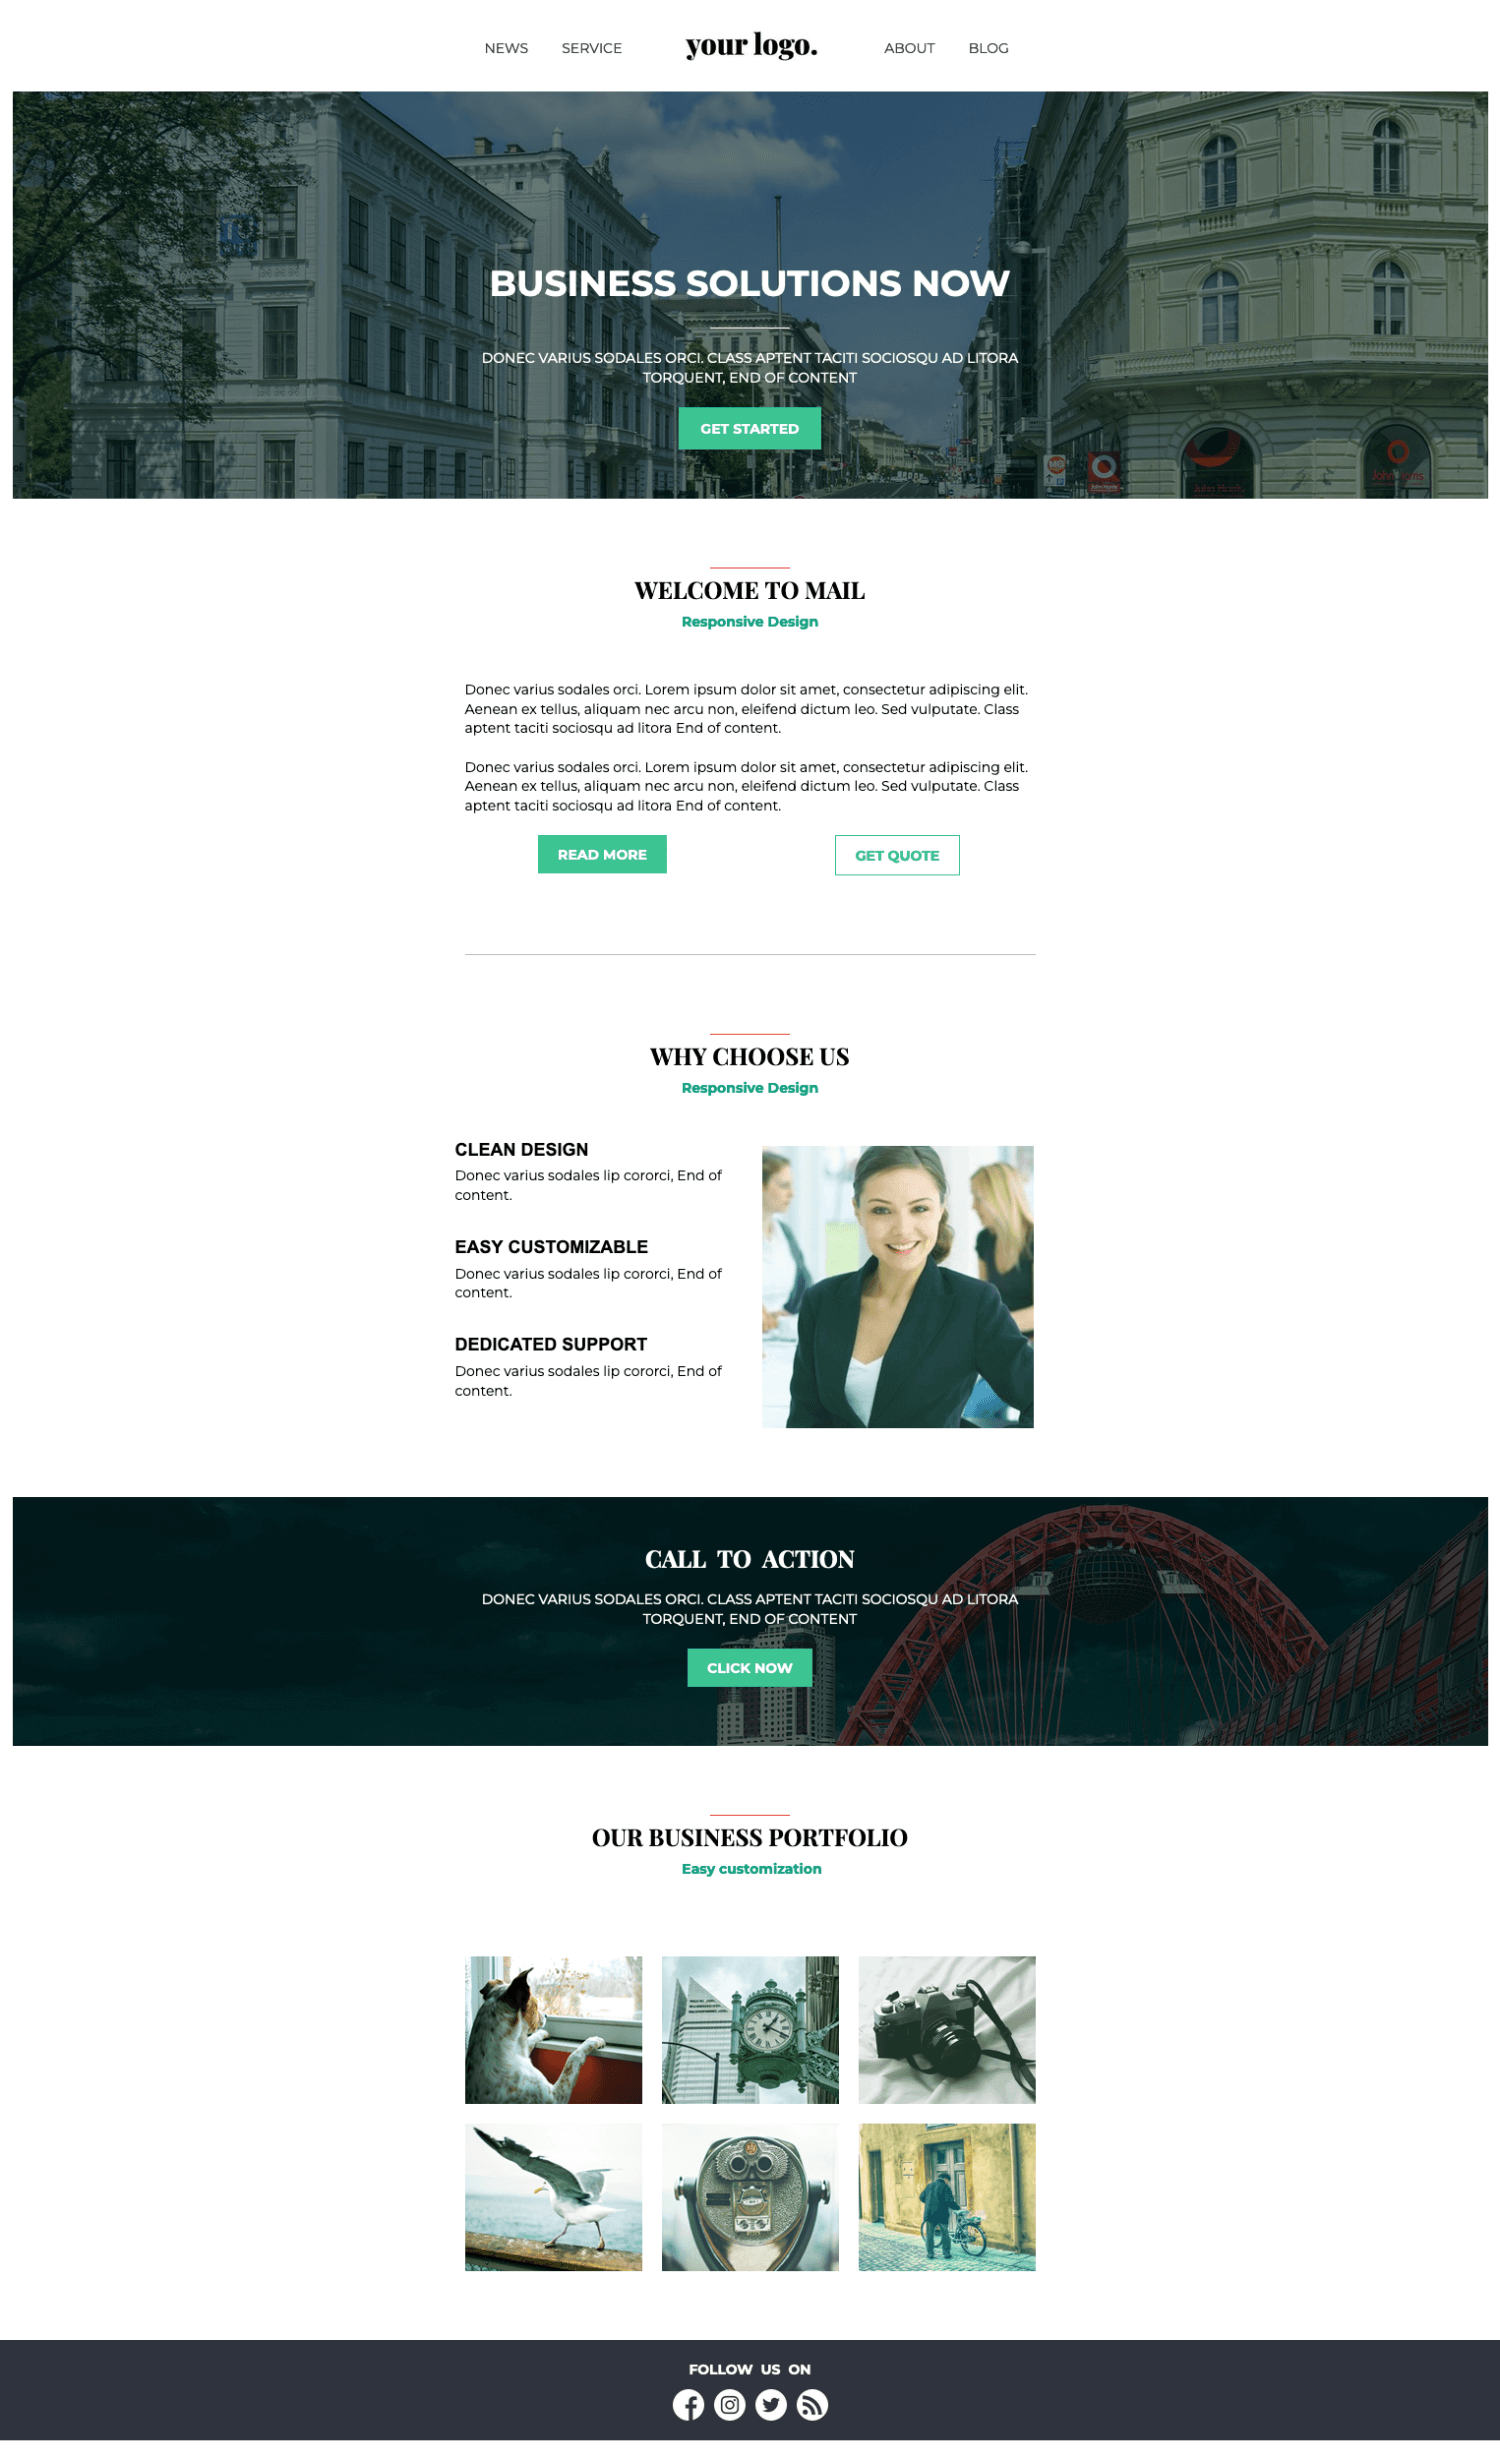 NEWS SERVICE your logo. ABOUT BLOG
BUSINESS SOLUTIONS NOW
DONEC VARIUS SODALES ORCI. CLASS APTENT TACITI SOCIOSQU AD LITORA
TORQUENT, END OF CONTENT
GET STARTED
WELCOME TO MAIL
Responsive Design
Donec varius sodales orci. Lorem ipsum dolor sit amet, consectetur adipiscing elit.
Aenean ex tellus, aliquam nec arcu non, eleifend dictum leo. Sed vulputate. Class
aptent taciti sociosqu ad litora End of content.
Donec varius sodales orci. Lorem ipsum dolor sit amet, consectetur adipiscing elit.
Aenean ex tellus, aliquam nec arcu non, eleifend dictum leo. Sed vulputate. Class
aptent taciti sociosqu ad litora End of content.
READ MORE GET QUOTE
WHY CHOOSE US
Responsive Design
CLEAN DESIGN
Donec varius sodales lip cororci, End of
content.
EASY CUSTOMIZABLE
Donec varius sodales lip cororci, End of
content.
DEDICATED SUPPORT
Donec varius sodales lip cororci, End of
content.
CALL TO ACTION
DONEC VARIUS SODALES ORCI. CLASS APTENT TACITI SOCIOSQU AD LITORA
TORQUENT, END OF CONTENT
CLICK NOW
OUR BUSINESS PORTFOLIO
Easy customization
FOLLOW US ON